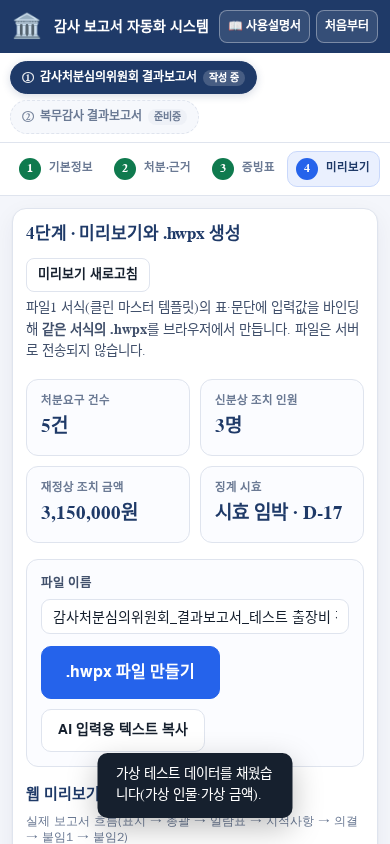 🏛️ 감사 보고서 자동화 시스템 📖 사용설명서 처음부터
① 감사처분심의위원회 결과보고서 작성 중
② 복무감사 결과보고서 준비중
1 기본정보 2 처분·근거 3 증빙표 4 미리보기
4단계 · 미리보기와 .hwpx 생성
미리보기 새로고침
파일1 서식(클린 마스터 템플릿)의 표·문단에 입력값을 바인딩
해 같은 서식의 .hwpx를 브라우저에서 만듭니다. 파일은 서버
로 전송되지 않습니다.
처분요구 건수
5건
신분상 조치 인원
3명
재정상 조치 금액
3,150,000원
징계 시효
시효 임박 · D-17
파일 이름
감사처분심의위원회_결과보고서_테스트 출장비
.hwpx 파일 만들기
AI 입력용 텍스트 복사
가상 테스트 데이터를 채웠습
니다(가상 인물·가상 금액).
웹 미리보기
실제 보고서 흐름(표지 → 총괄 → 일람표 → 지적사항 → 의결
→ 붙임1 → 붙임2)